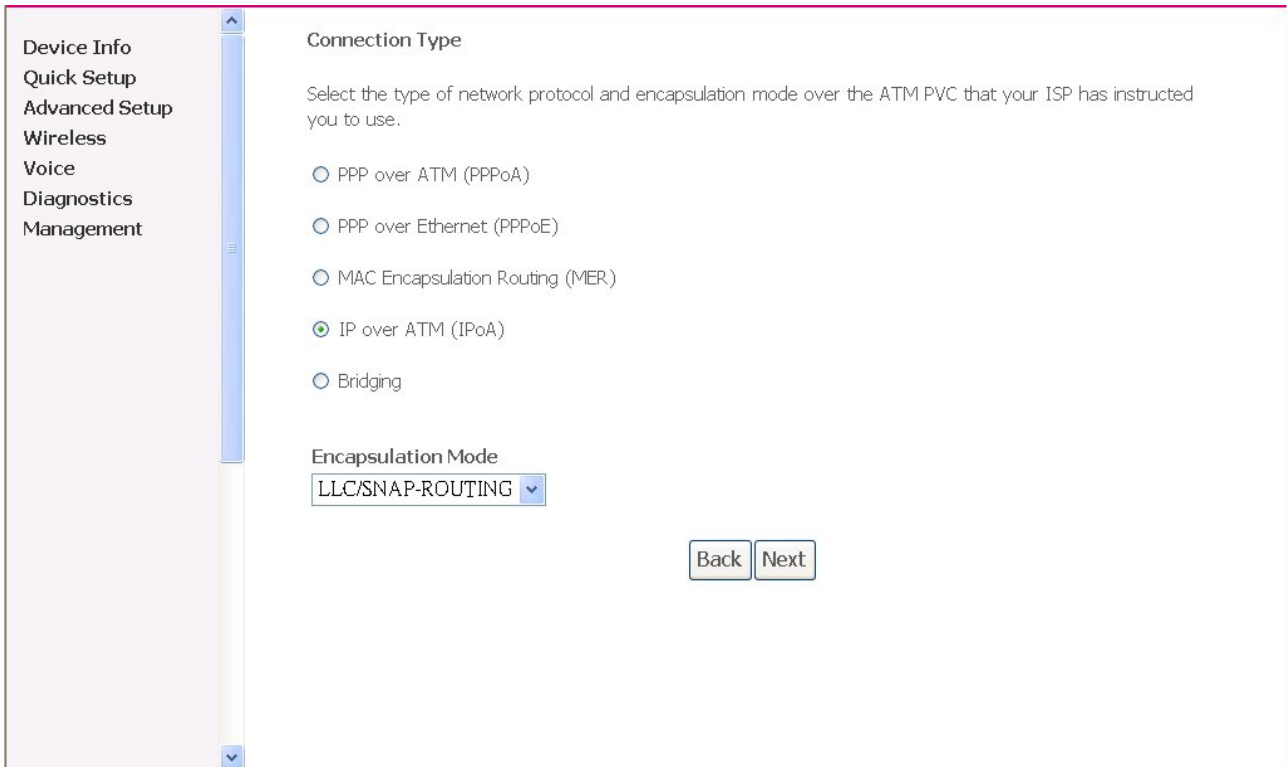 Device Info
Quick Setup
Advanced Setup
Wireless
Voice
Diagnostics
Management
Connection Type
Select the type of network protocol and encapsulation mode over the ATM PVC that your ISP has instructed
you to use.
PPP over ATM (PPPoA)
PPP over Ethernet (PPPoE)
MAC Encapsulation Routing (MER)
IP over ATM (IPoA)
Bridging
Encapsulation Mode
LLC/SNAP-ROUTING
Back Next